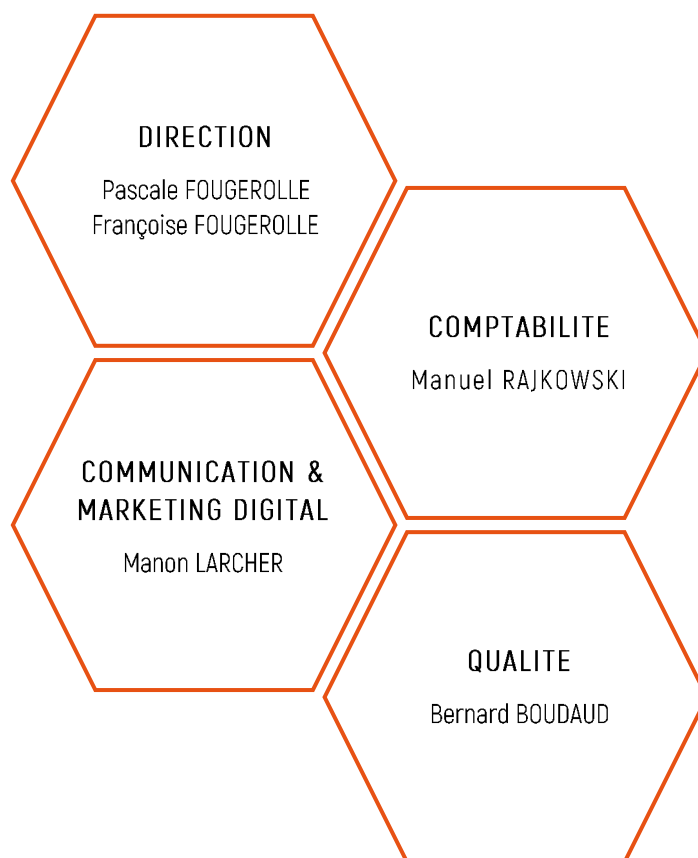 DIRECTION
Pascale FOUGEROLLE
Françoise FOUGEROLLE
COMPTABILITE
Manuel RAJKOWSKI
COMMUNICATION &
MARKETING DIGITAL
Manon LARCHER
QUALITE
Bernard BOUDAUD